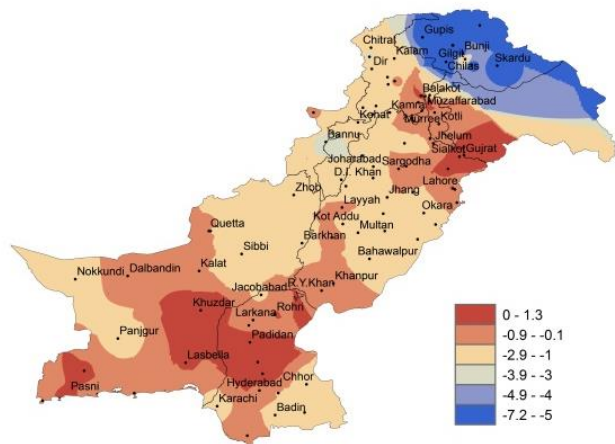 Gupis
Chitral
Bunji
Kalam
Gilgit
Skardu
Chilas
Dir
Balakot
Kamra
Muzaffarabad
Kohat
Murree
Kotli
Bannu
Jhelum
Sialkot
Gujrat
Joharabad
Sargodha
D.I. Khan
Lahore
Zhob
Jhang
Layyah
Okara
Kot Addu
Quetta
Multan
Barkhan
Sibbi
Bahawalpur
Kalat
Nokkundi
Dalbandin
R.Y.Khan
Khanpur
Jacobabad
Khuzdar
Larkana
Rohri
Panjgur
Padidan
Lasbella
Pasni
Hyderabad
Chhor
Karachi
Badin
0 - 1.3
-0.9 - -0.1
-2.9 - -1
-3.9 - -3
-4.9 - -4
-7.2 - -5